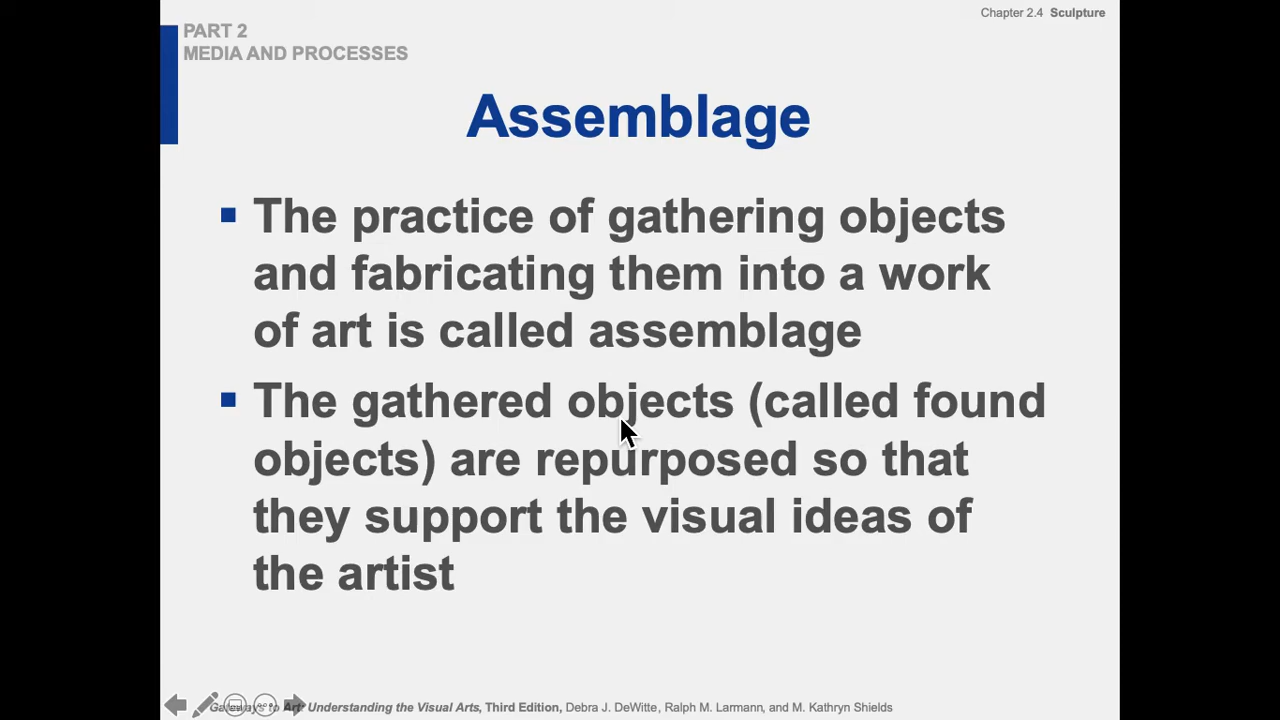 Chapter 2.4 Sculpture
PART 2
MEDIA AND PROCESSES
Assemblage
The practice of gathering objects
and fabricating them into a work
of art is called assemblage
The gathered objects (called found
objects) are repurposed so that
they support the visual ideas of
the artist
Gateways to Art: Understanding the Visual Arts, Third Edition, Debra J. DeWitte, Ralph M. Larmann, and M. Kathryn Shields